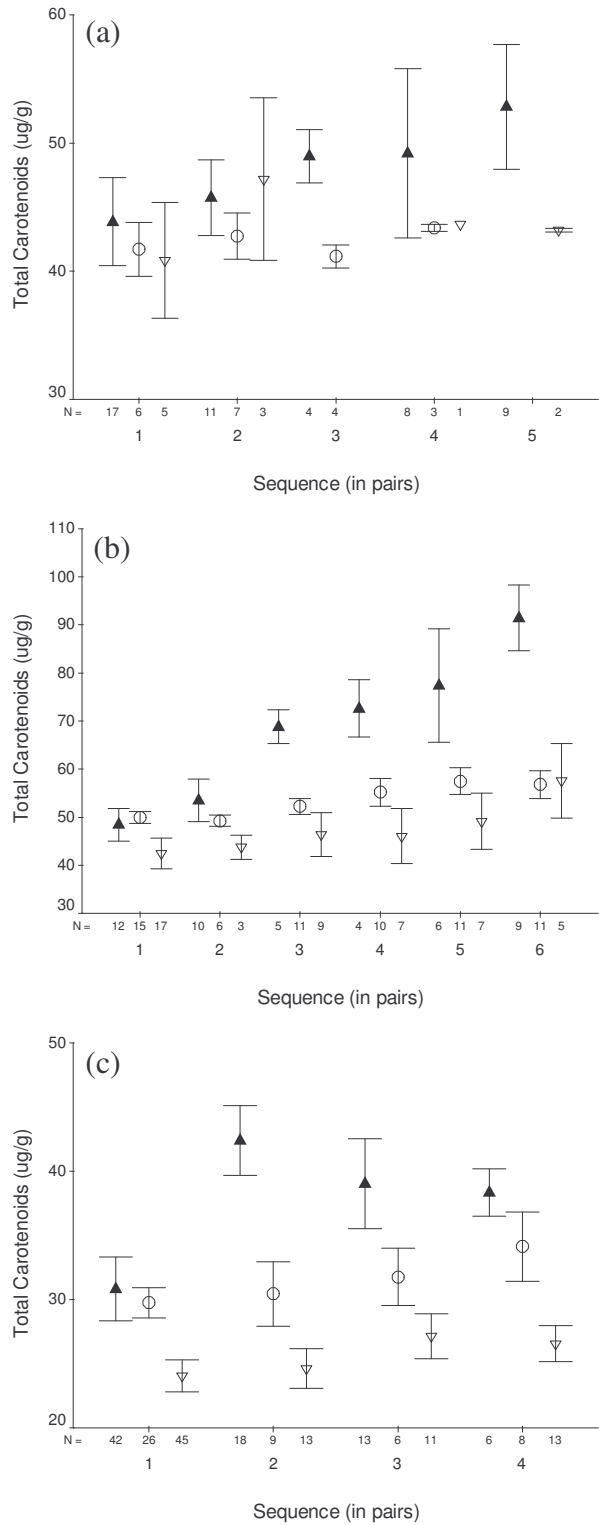 (a)
60
50
40
30
Total Carotenoids (ug/g)
N = 17 6 5 11 7 3 4 4 8 3 1 9 2
1 2 3 4 5
Sequence (in pairs)
(b)
110
100
90
80
70
60
50
40
30
Total Carotenoids (ug/g)
N = 12 15 17 10 6 3 5 11 9 4 10 7 6 11 7 9 11 5
1 2 3 4 5 6
Sequence (in pairs)
(c)
50
40
30
20
Total Carotenoids (ug/g)
N = 42 26 45 18 9 13 13 6 11 6 8 13
1 2 3 4
Sequence (in pairs)